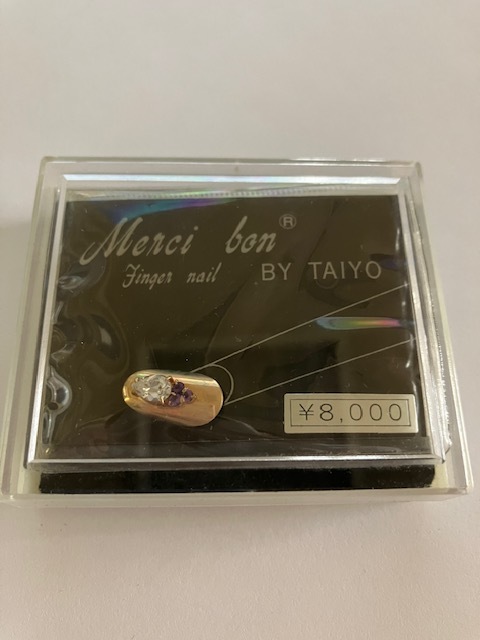 Merci bon®
Finger nail BY TAIYO
¥8,000